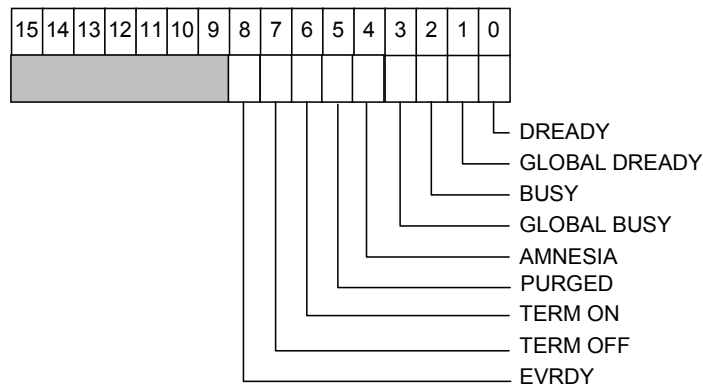 15 14 13 12 11 10 9 8 7 6 5 4 3 2 1 0
DREADY
GLOBAL DREADY
BUSY
GLOBAL BUSY
AMNESIA
PURGED
TERM ON
TERM OFF
EVRDY